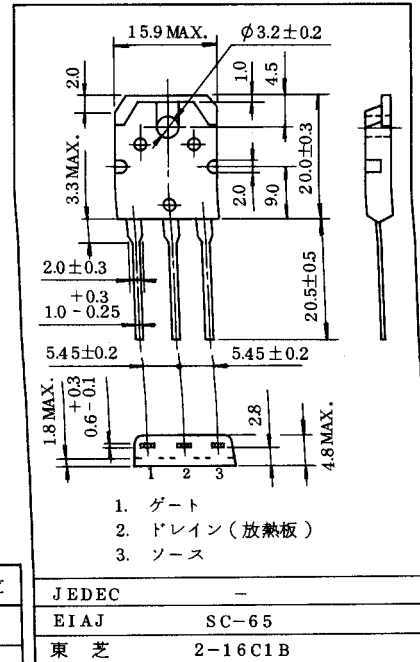 15.9 MAX.
φ3.2±0.2
2.0
1.0
4.5
3.3 MAX.
2.0
9.0
20.0±0.3
2.0±0.3
+0.3
1.0 - 0.25
20.5±0.5
5.45±0.2
5.45±0.2
1.8 MAX.
+0.3
0.6-0.1
2.8
4.8 MAX.
1 2 3
1. ゲート
2. ドレイン (放熱板)
3. ソース
JEDEC —
EIAJ SC-65
東芝 2-16C1B